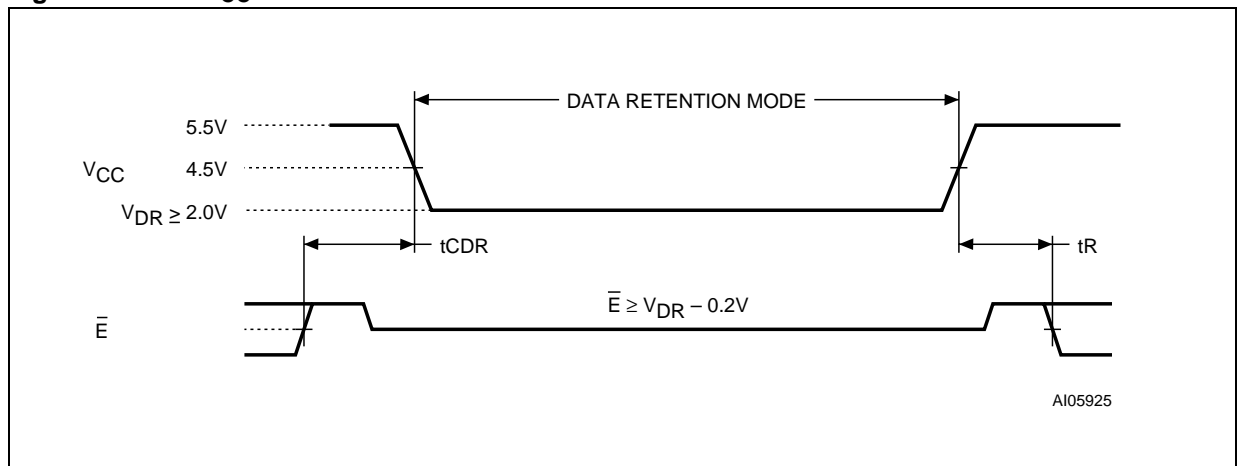 DATA RETENTION MODE
5.5V
VCC 4.5V
VDR ≥ 2.0V
tCDR
tR
E̅ ≥ VDR – 0.2V
E̅
AI05925